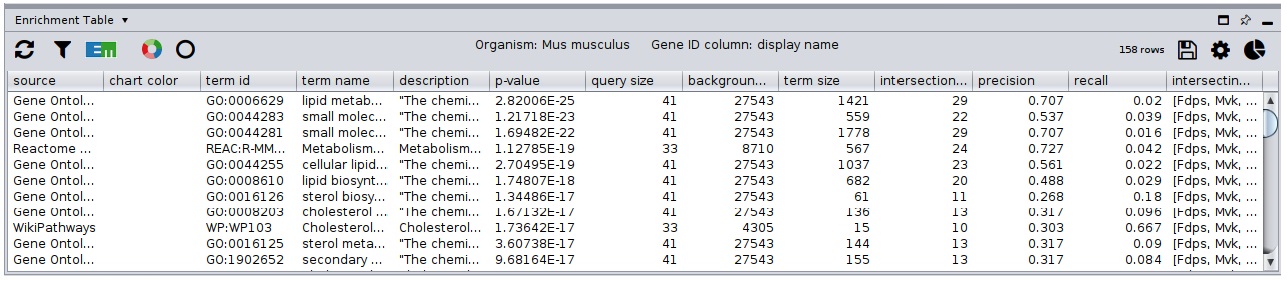 Enrichment Table ▼
Organism: Mus musculus Gene ID column: display name
EM
158 rows
source chart color term id term name description p-value query size backgroun... term size intersection... precision recall intersectin...
Gene Ontol... GO:0006629 lipid metab... "The chemi... 2.82006E-25 41 27543 1421 29 0.707 0.02 [Fdps, Mvk, ...
Gene Ontol... GO:0044283 small molec... "The chemi... 1.21718E-23 41 27543 559 22 0.537 0.039 [Fdps, Mvk, ...
Gene Ontol... GO:0044281 small molec... "The chemi... 1.69482E-22 41 27543 1778 29 0.707 0.016 [Fdps, Mvk, ...
Reactome REAC:R-MM... Metabolism... Metabolism... 1.12785E-19 33 8710 567 24 0.727 0.042 [Fdps, Mvk, ...
Gene Ontol... GO:0044255 cellular lipid... "The chemi... 2.70495E-19 41 27543 1037 23 0.561 0.022 [Fdps, Mvk, ...
Gene Ontol... GO:0008610 lipid biosynt... "The chemi... 1.74807E-18 41 27543 682 20 0.488 0.029 [Fdps, Mvk, ...
Gene Ontol... GO:0016126 sterol biosy... "The chemi... 1.34486E-17 41 27543 61 11 0.268 0.18 [Fdps, Mvk, ...
Gene Ontol... GO:0008203 cholesterol ... "The chemi... 1.67132E-17 41 27543 136 13 0.317 0.096 [Fdps, Mvk, ...
WikiPathways WP:WP103 Cholesterol... Cholesterol... 1.73642E-17 33 4305 15 10 0.303 0.667 [Fdps, Mvk, ...
Gene Ontol... GO:0016125 sterol meta... "The chemi... 3.60738E-17 41 27543 144 13 0.317 0.09 [Fdps, Mvk, ...
Gene Ontol... GO:1902652 secondary ... "The chemi... 9.68164E-17 41 27543 155 13 0.317 0.084 [Fdps, Mvk, ...